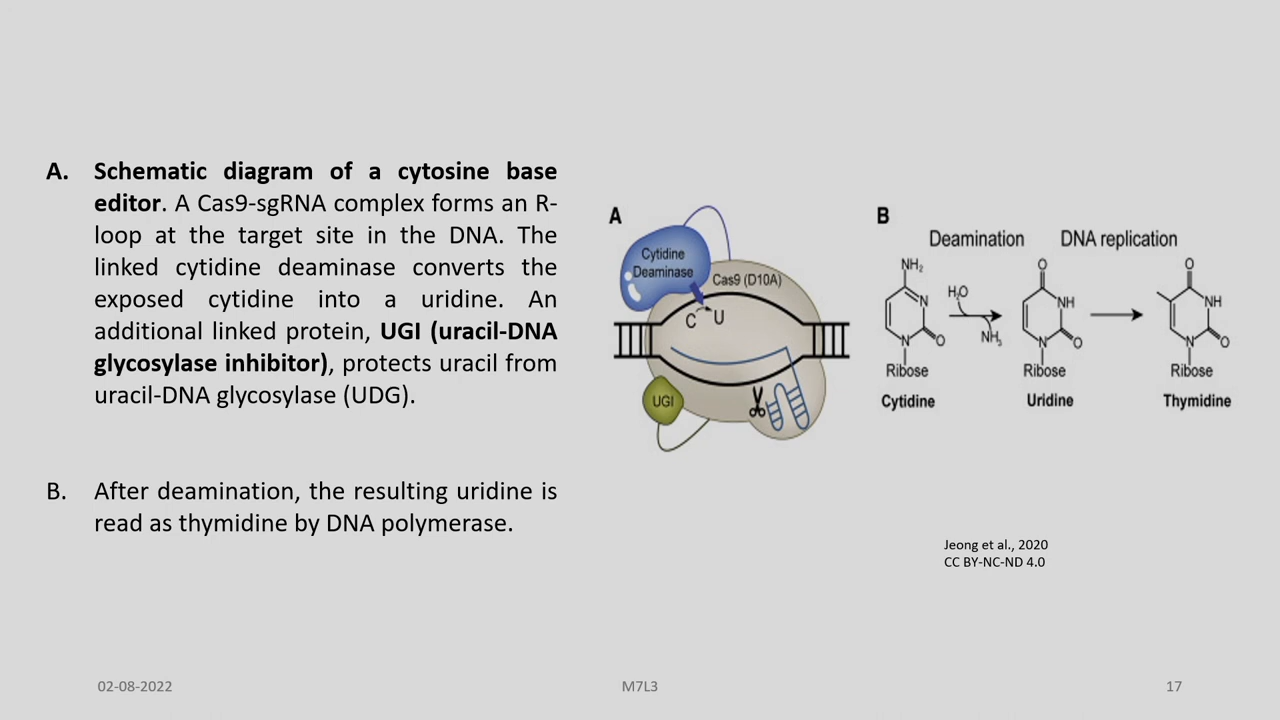 A. Schematic diagram of a cytosine base
editor. A Cas9-sgRNA complex forms an R-
loop at the target site in the DNA. The
linked cytidine deaminase converts the
exposed cytidine into a uridine. An
additional linked protein, UGI (uracil-DNA
glycosylase inhibitor), protects uracil from
uracil-DNA glycosylase (UDG).
B. After deamination, the resulting uridine is
read as thymidine by DNA polymerase.
A
Cytidine
Deaminase
Cas9 (D10A)
C U
UGI
B
Deamination DNA replication
NH₂ O O
H₂O
N NH NH
NH₃
N O N O N O
Ribose Ribose Ribose
Cytidine Uridine Thymidine
Jeong et al., 2020
CC BY-NC-ND 4.0
02-08-2022 M7L3 17